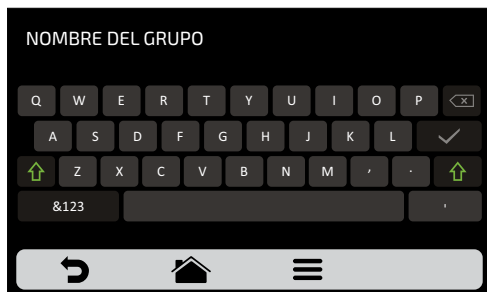 NOMBRE DEL GRUPO
Q W E R T Y U I O P
A S D F G H J K L
Z X C V B N M , .
&123 '